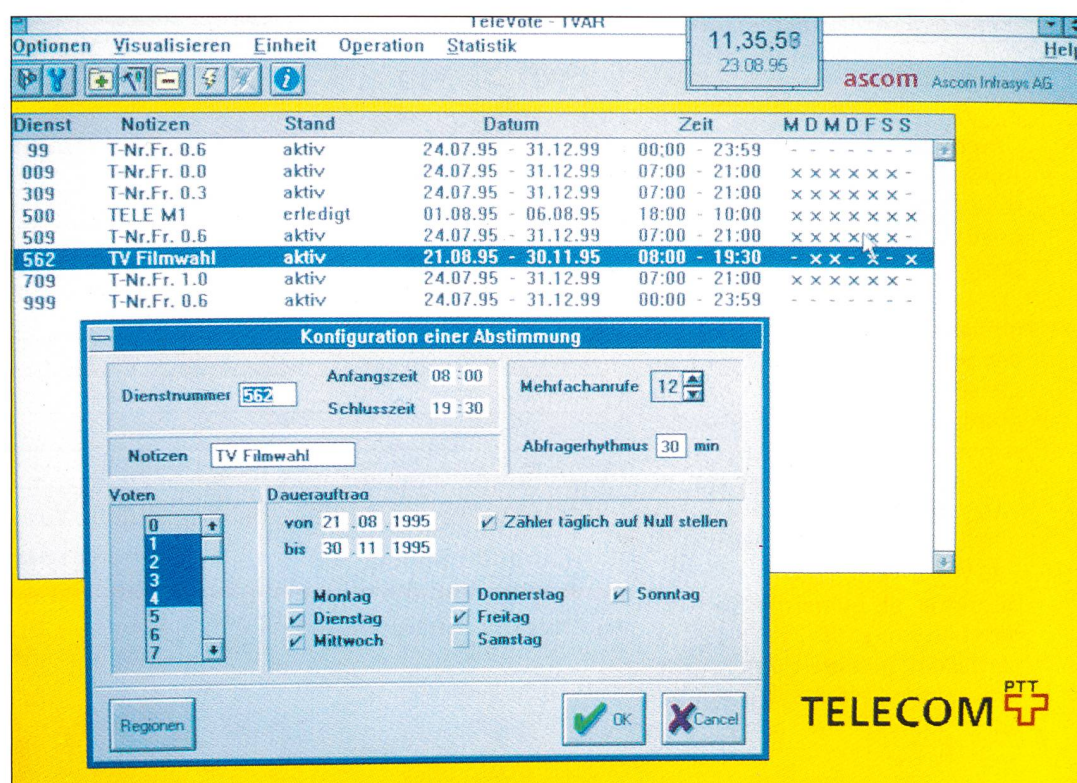 TeleVote - TVAR
Optionen Visualisieren Einheit Operation Statistik Help
11,35,58
23.08.95
ascom Ascom Infrasys AG
Dienst Notizen Stand Datum Zeit M D M D F S S
99 T-Nr.Fr. 0.6 aktiv 24.07.95 - 31.12.99 00:00 - 23:59 - - - - - - -
009 T-Nr.Fr. 0.0 aktiv 24.07.95 - 31.12.99 07:00 - 21:00 x x x x x x -
309 T-Nr.Fr. 0.3 aktiv 24.07.95 - 31.12.99 07:00 - 21:00 x x x x x x -
500 TELE M1 erledigt 01.08.95 - 06.08.95 18:00 - 10:00 x x x x x x x
509 T-Nr.Fr. 0.6 aktiv 24.07.95 - 31.12.99 07:00 - 21:00 x x x x x x -
562 TV Filmwahl aktiv 21.08.95 - 30.11.95 08:00 - 19:30 - x x - x - x
709 T-Nr.Fr. 1.0 aktiv 24.07.95 - 31.12.99 07:00 - 21:00 x x x x x x -
999 T-Nr.Fr. 0.6 aktiv 24.07.95 - 31.12.99 00:00 - 23:59 - - - - - - -
Konfiguration einer Abstimmung
Dienstnummer 562
Anfangszeit 08:00
Schlusszeit 19:30
Mehrfachanrufe 12
Abfragerhythmus 30 min
Notizen TV Filmwahl
Voten
0
1
2
3
4
5
6
7
Dauerauftrag
von 21.08.1995
bis 30.11.1995
Zähler täglich auf Null stellen
Montag Donnerstag Sonntag
Dienstag Freitag
Mittwoch Samstag
Regionen OK Cancel
TELECOM PTT